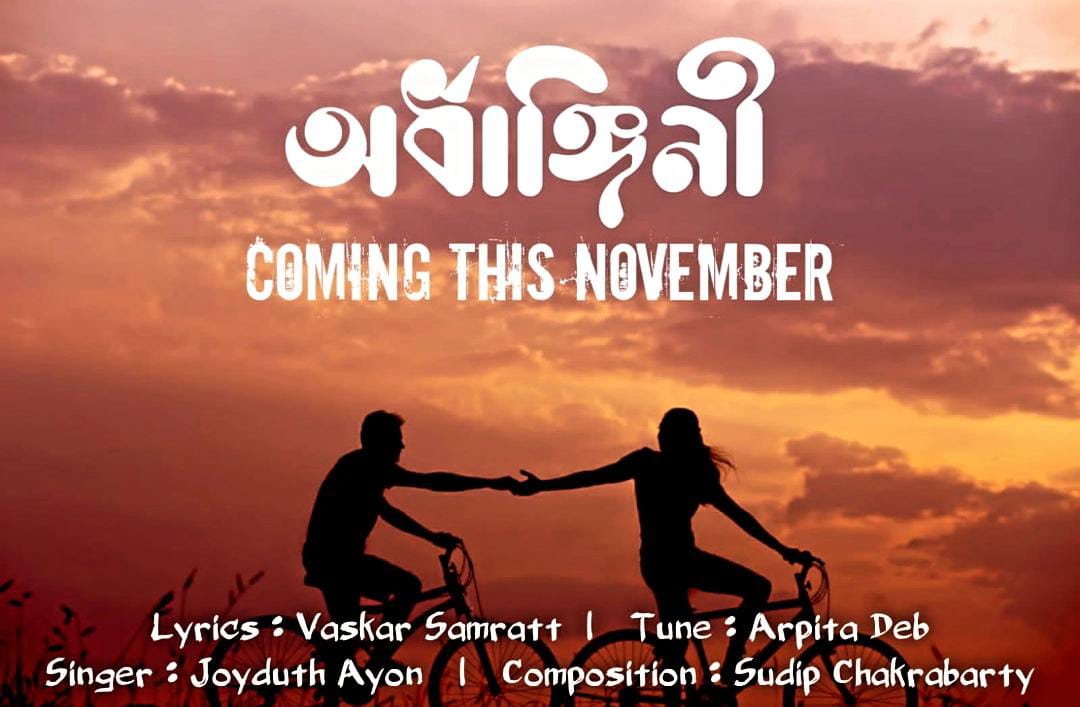 অর্ধাঙ্গিনী
COMING THIS NOVEMBER
Lyrics : Vaskar Samratt | Tune : Arpita Deb
Singer : Joyduth Ayon | Composition : Sudip Chakrabarty